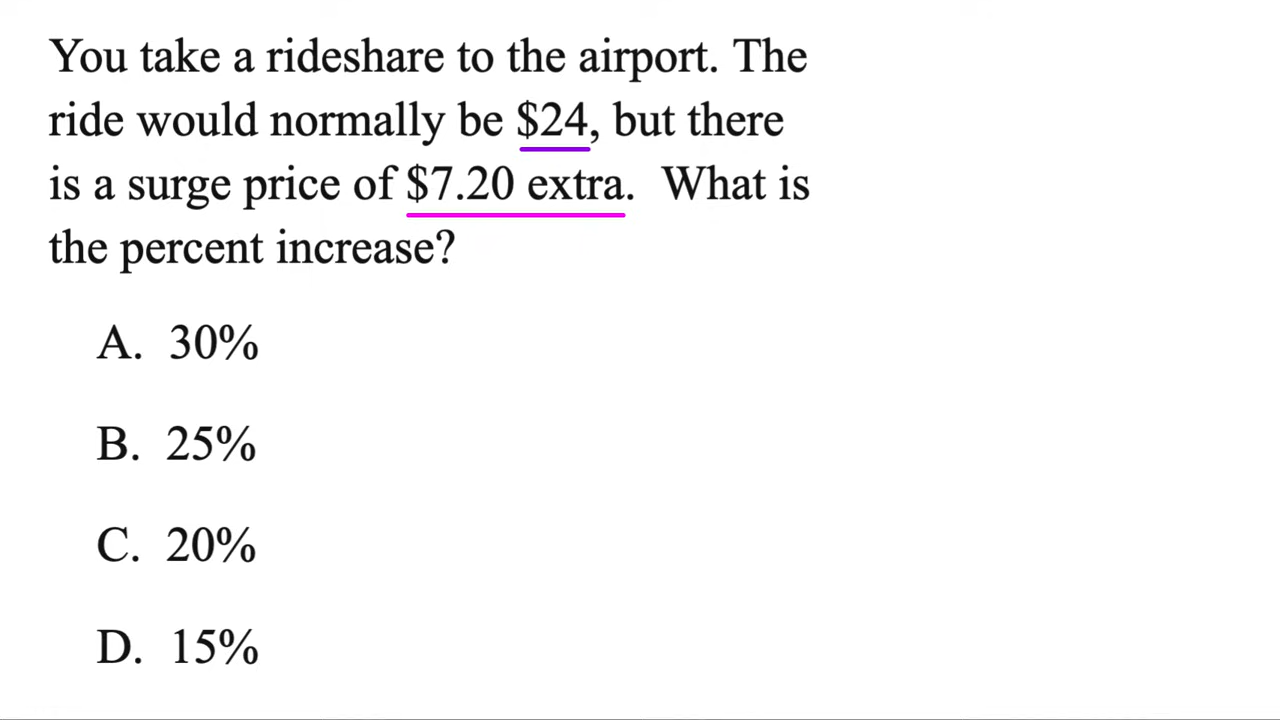 You take a rideshare to the airport. The
ride would normally be $24, but there
is a surge price of $7.20 extra.  What is
the percent increase?
A.  30%
B.  25%
C.  20%
D.  15%